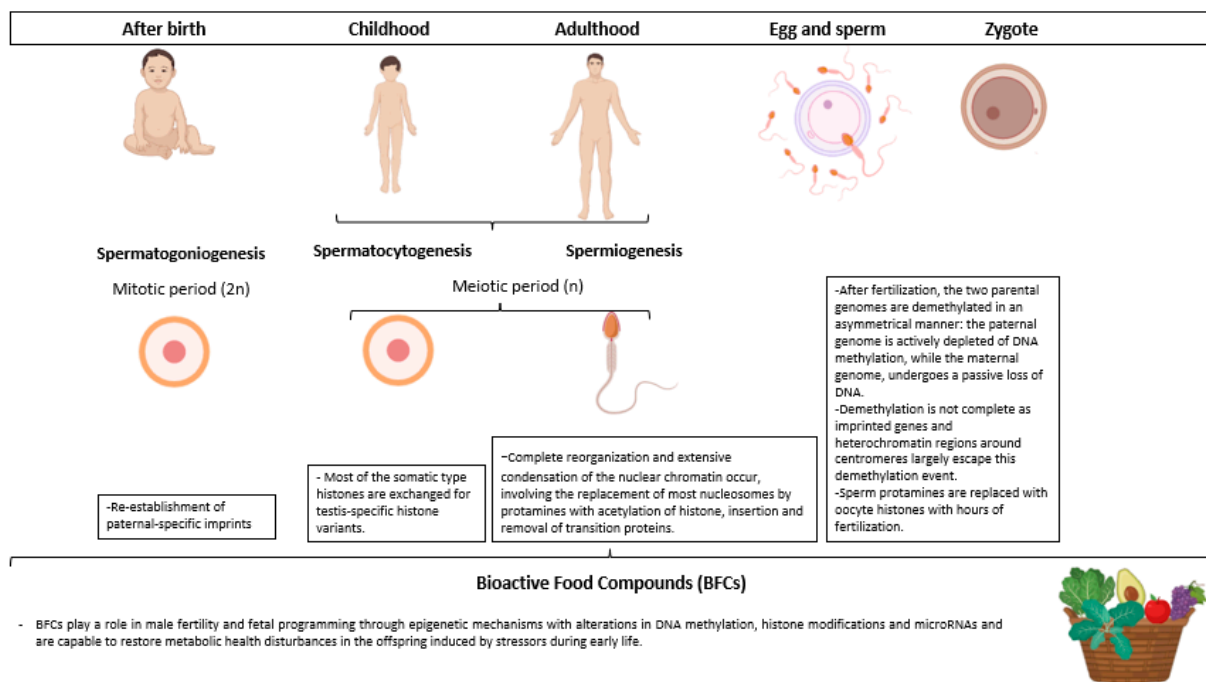 After birth
Childhood
Adulthood
Egg and sperm
Zygote
Spermatogoniogenesis
Spermatocytogenesis
Spermiogenesis
Mitotic period (2n)
Meiotic period (n)
-Re-establishment of
paternal-specific imprints
- Most of the somatic type
histones are exchanged for
testis-specific histone
variants.
-Complete reorganization and extensive
condensation of the nuclear chromatin occur,
involving the replacement of most nucleosomes by
protamines with acetylation of histone, insertion and
removal of transition proteins.
-After fertilization, the two parental
genomes are demethylated in an
asymmetrical manner: the paternal
genome is actively depleted of DNA
methylation, while the maternal
genome, undergoes a passive loss of
DNA.
-Demethylation is not complete as
imprinted genes and
heterochromatin regions around
centromeres largely escape this
demethylation event.
-Sperm protamines are replaced with
oocyte histones with hours of
fertilization.
Bioactive Food Compounds (BFCs)
- BFCs play a role in male fertility and fetal programming through epigenetic mechanisms with alterations in DNA methylation, histone modifications and microRNAs and
are capable to restore metabolic health disturbances in the offspring induced by stressors during early life.